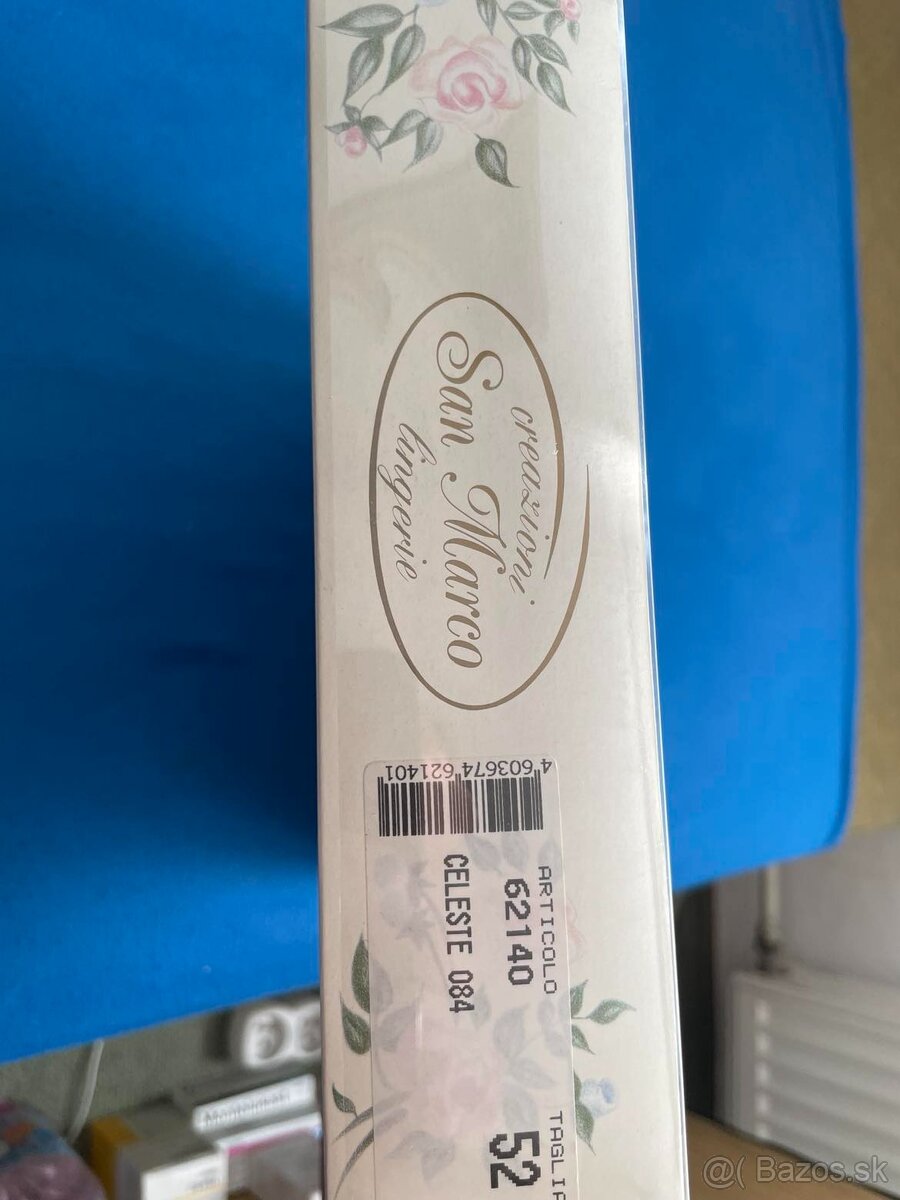 creazioni
San Marco
lingerie
4 603674 621401
ARTICOLO
62140
CELESTE 084
TAGLIA
52
@( Bazos.sk